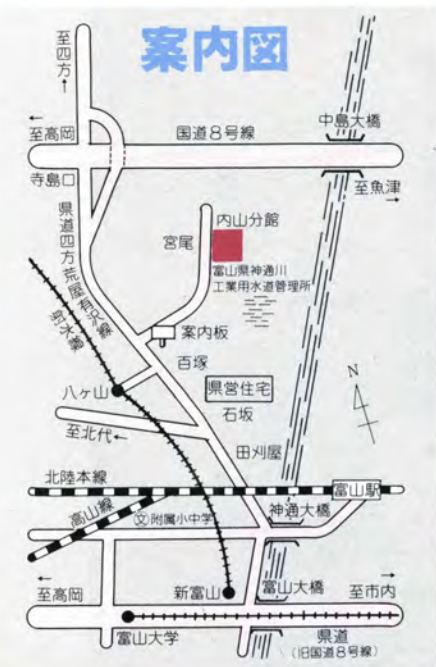 案内図
至四方→
←
至高岡
国道8号線
中島大橋
寺島口
至魚津
→
県道四方荒屋有沢線
内山分館
宮尾
富山県神通川
工業用水道管理所
射水線
案内板
百塚
八ヶ山
県営住宅
石坂
N
至北代←
田刈屋
北陸本線
富山駅
高山線
文附属小中学
神通大橋
←
至高岡
新富山
富山大橋
→
至市内
富山大学
県道
(旧国道8号線)